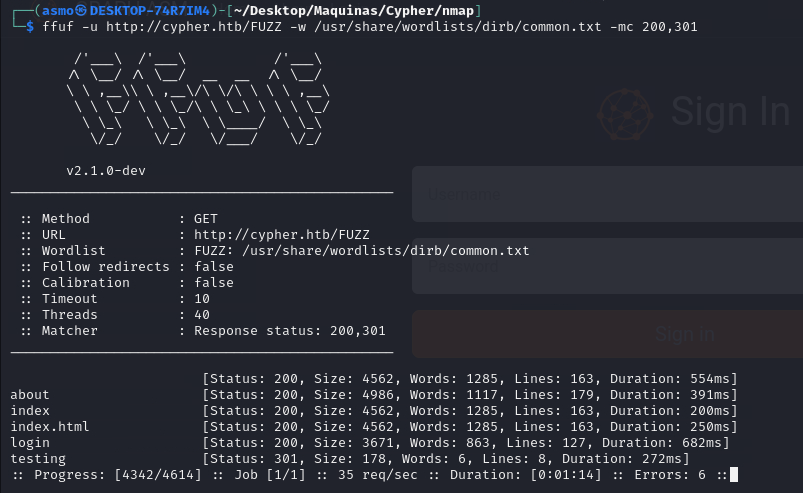 ┌──(asmo㉿DESKTOP-74R7IM4)-[~/Desktop/Maquinas/Cypher/nmap]
└─$ ffuf -u http://cypher.htb/FUZZ -w /usr/share/wordlists/dirb/common.txt -mc 200,301
Sign In
v2.1.0-dev
Username
:: Method : GET
:: URL : http://cypher.htb/FUZZ
:: Wordlist : FUZZ: /usr/share/wordlists/dirb/common.txt
:: Follow redirects : false
Password
:: Calibration : false
:: Timeout : 10
:: Threads : 40
:: Matcher : Response status: 200,301
Sign in
[Status: 200, Size: 4562, Words: 1285, Lines: 163, Duration: 554ms]
about [Status: 200, Size: 4986, Words: 1117, Lines: 179, Duration: 391ms]
index [Status: 200, Size: 4562, Words: 1285, Lines: 163, Duration: 200ms]
index.html [Status: 200, Size: 4562, Words: 1285, Lines: 163, Duration: 250ms]
login [Status: 200, Size: 3671, Words: 863, Lines: 127, Duration: 682ms]
testing [Status: 301, Size: 178, Words: 6, Lines: 8, Duration: 272ms]
:: Progress: [4342/4614] :: Job [1/1] :: 35 req/sec :: Duration: [0:01:14] :: Errors: 6 ::